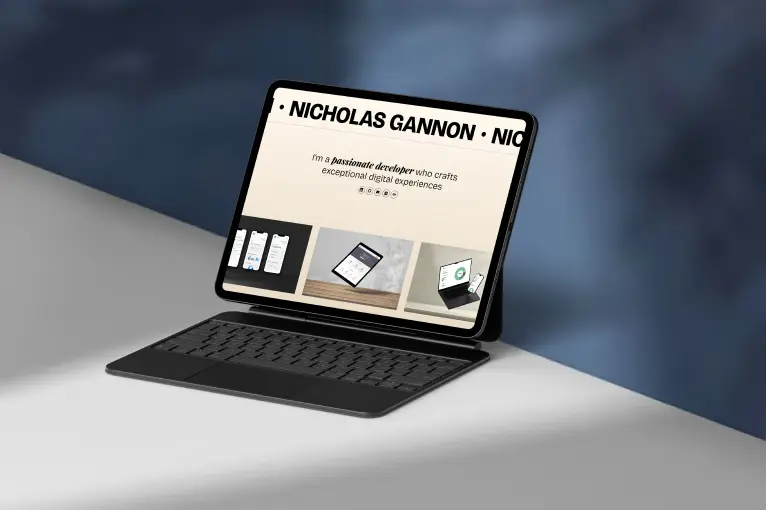 • NICHOLAS GANNON • NIC
I'm a passionate developer who crafts
exceptional digital experiences